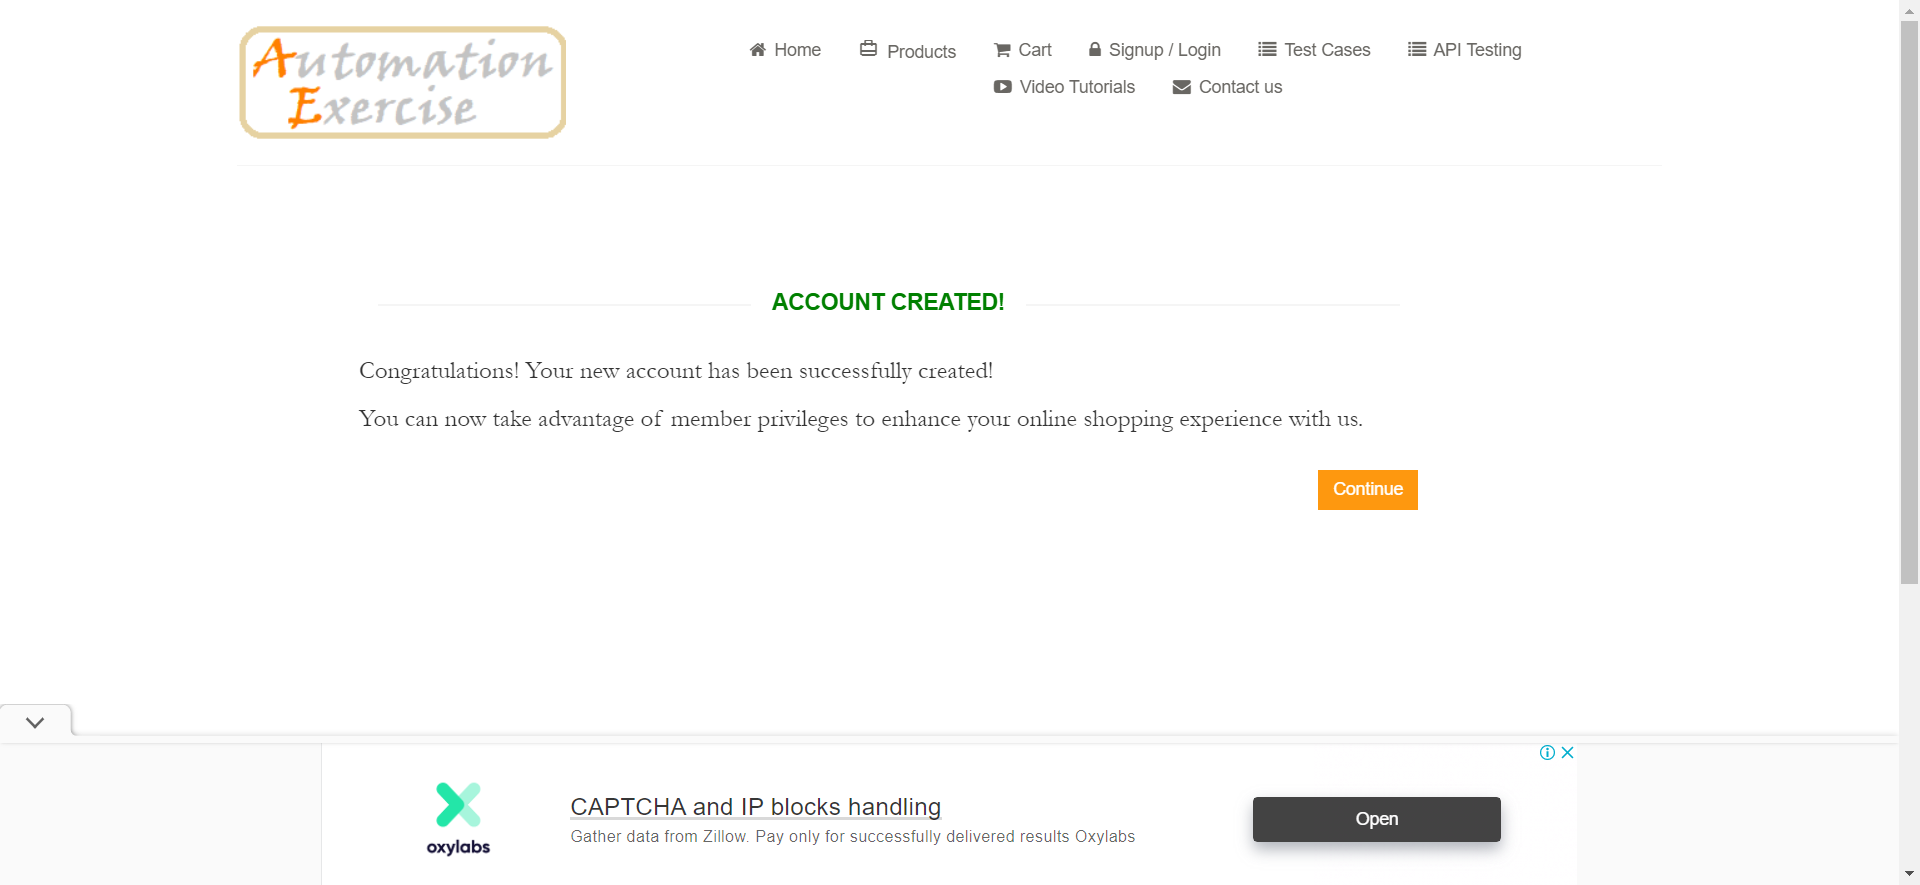 Automation
Exercise
Home
Products
Cart
Signup / Login
Test Cases
API Testing
Video Tutorials
Contact us
ACCOUNT CREATED!
Congratulations! Your new account has been successfully created!
You can now take advantage of member privileges to enhance your online shopping experience with us.
Continue
oxylabs
CAPTCHA and IP blocks handling
Gather data from Zillow. Pay only for successfully delivered results Oxylabs
Open